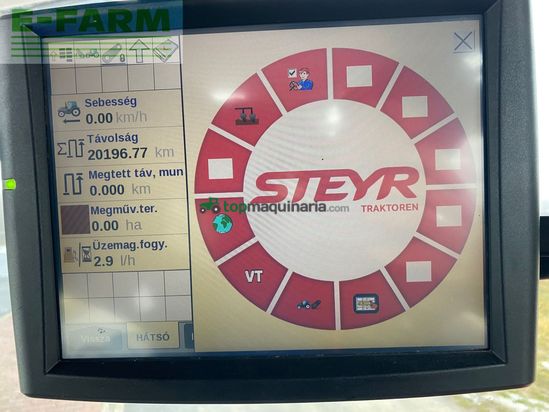 E-FARM
Sebesség
0.00 km/h
Távolság
20196.77 km
Megtett táv, mun
0.000 km
Megműv.ter.
0.00 ha
Üzemag.fogy.
2.9 l/h
Vissza
HÁTSÓ
STEYR
topmaquinaria.com
TRAKTOREN
VT